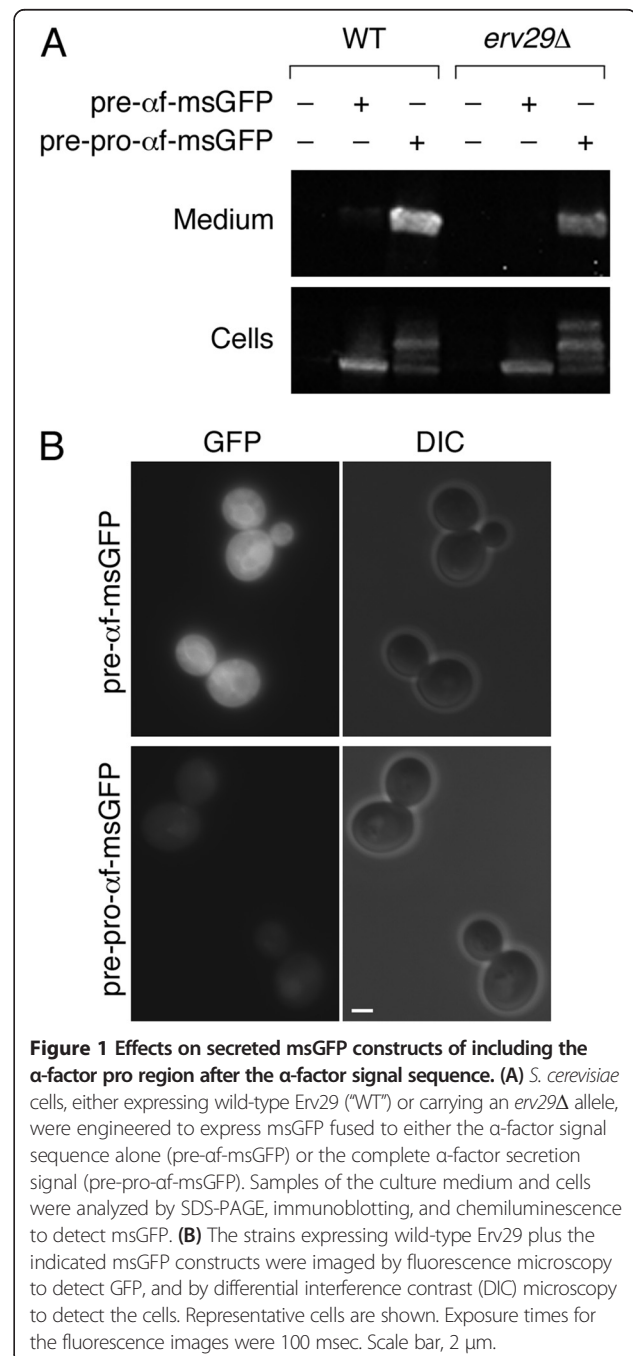 A
WT erv29Δ
pre-αf-msGFP – + – – + –
pre-pro-αf-msGFP – – + – – +
Medium
Cells
B
GFP DIC
pre-αf-msGFP
pre-pro-αf-msGFP
Figure 1 Effects on secreted msGFP constructs of including the
α-factor pro region after the α-factor signal sequence. (A) S. cerevisiae
cells, either expressing wild-type Erv29 (“WT”) or carrying an erv29Δ allele,
were engineered to express msGFP fused to either the α-factor signal
sequence alone (pre-αf-msGFP) or the complete α-factor secretion
signal (pre-pro-αf-msGFP). Samples of the culture medium and cells
were analyzed by SDS-PAGE, immunoblotting, and chemiluminescence
to detect msGFP. (B) The strains expressing wild-type Erv29 plus the
indicated msGFP constructs were imaged by fluorescence microscopy
to detect GFP, and by differential interference contrast (DIC) microscopy
to detect the cells. Representative cells are shown. Exposure times for
the fluorescence images were 100 msec. Scale bar, 2 μm.